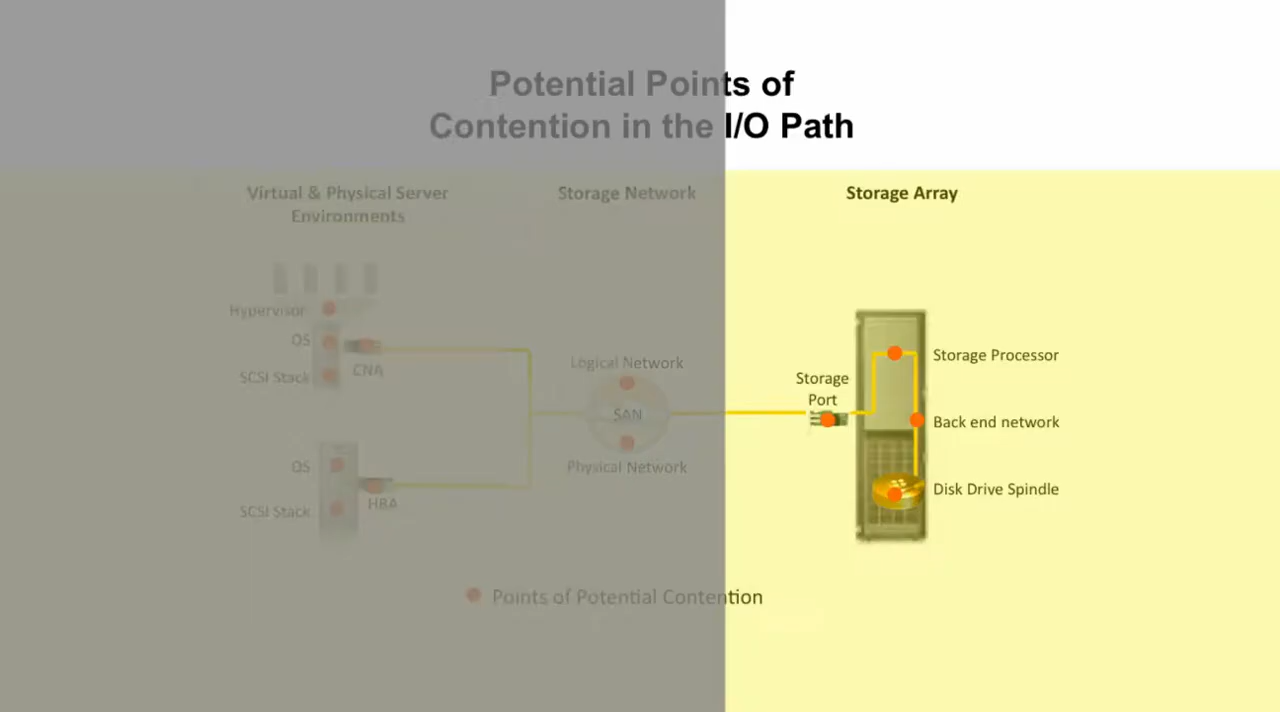 Potential Points of
Contention in the I/O Path
Virtual & Physical Server
Environments
Storage Network
Storage Array
Hypervisor
OS
CNA
SCSI Stack
OS
HBA
SCSI Stack
Logical Network
SAN
Physical Network
Storage
Port
Storage Processor
Back end network
Disk Drive Spindle
Points of Potential Contention